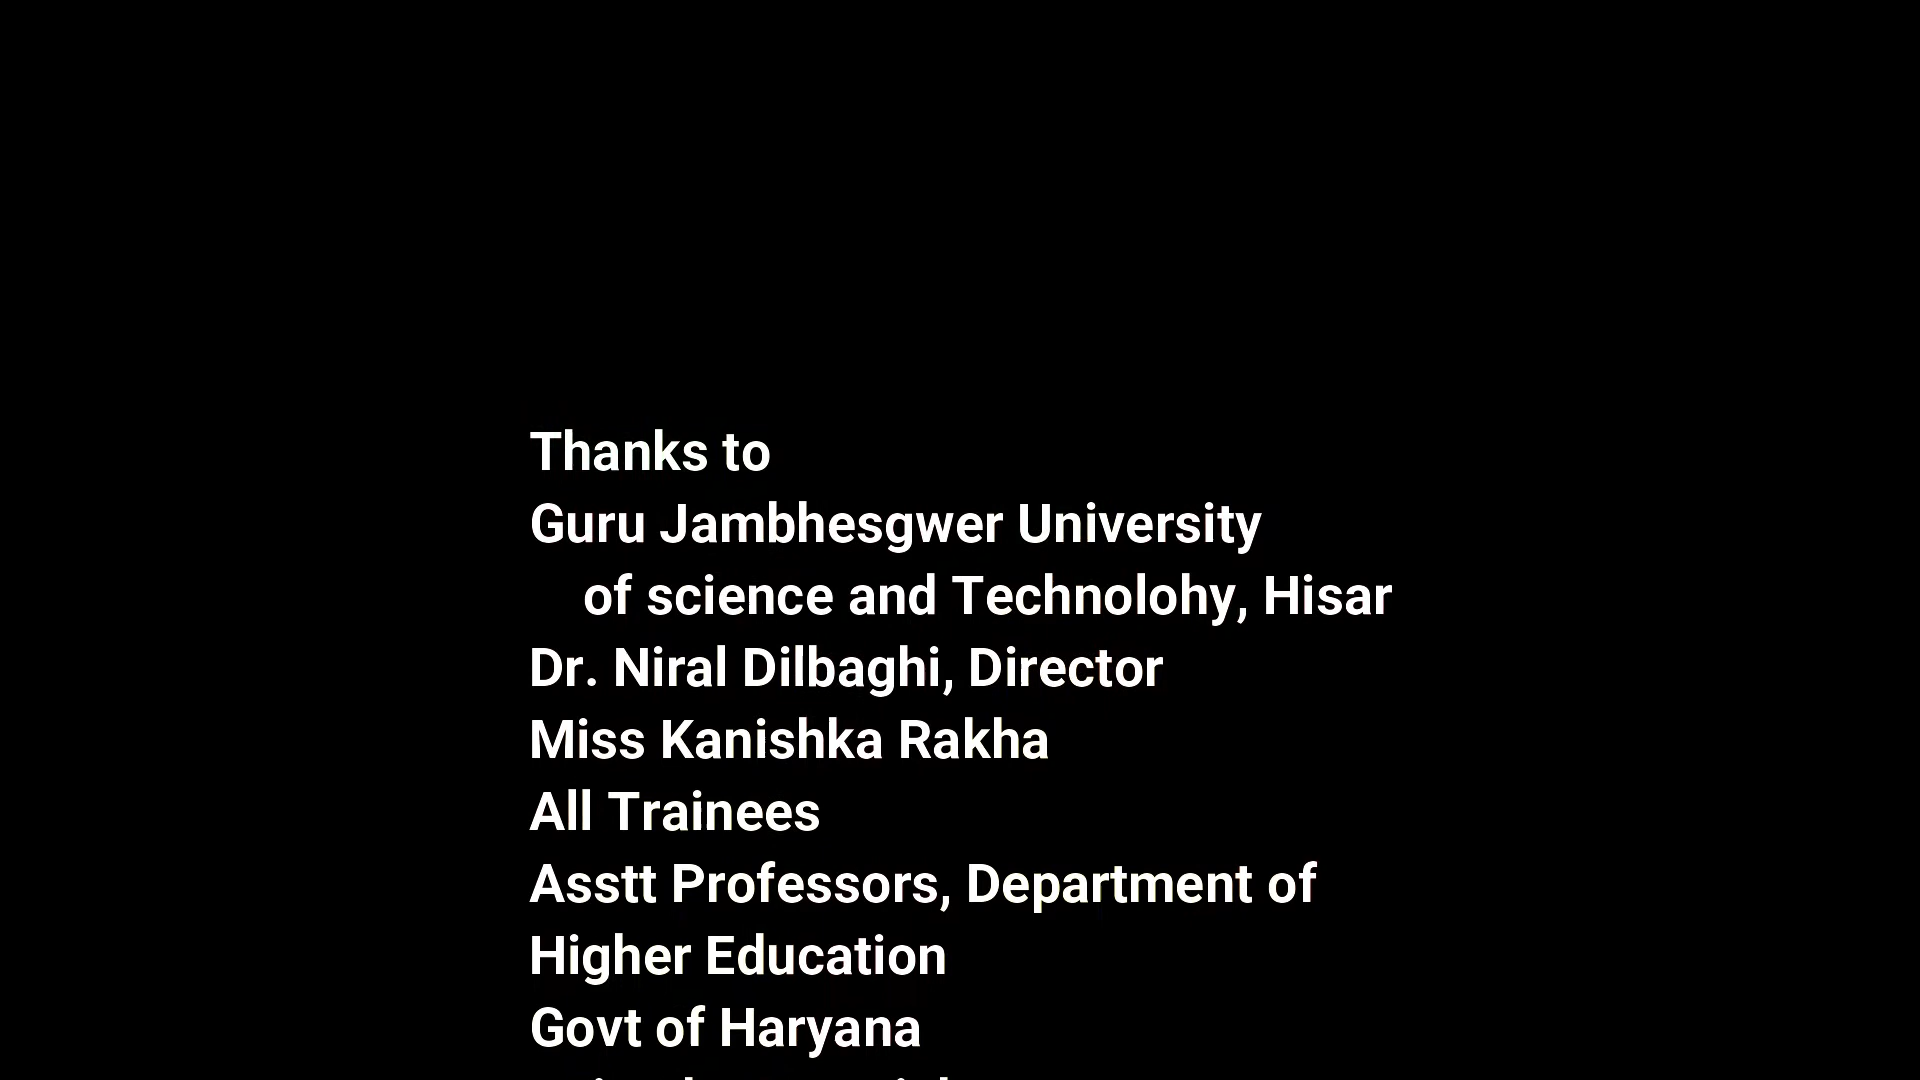 Thanks to
Guru Jambhesgwer University
of science and Technolohy, Hisar
Dr. Niral Dilbaghi, Director
Miss Kanishka Rakha
All Trainees
Asstt Professors, Department of
Higher Education
Govt of Haryana